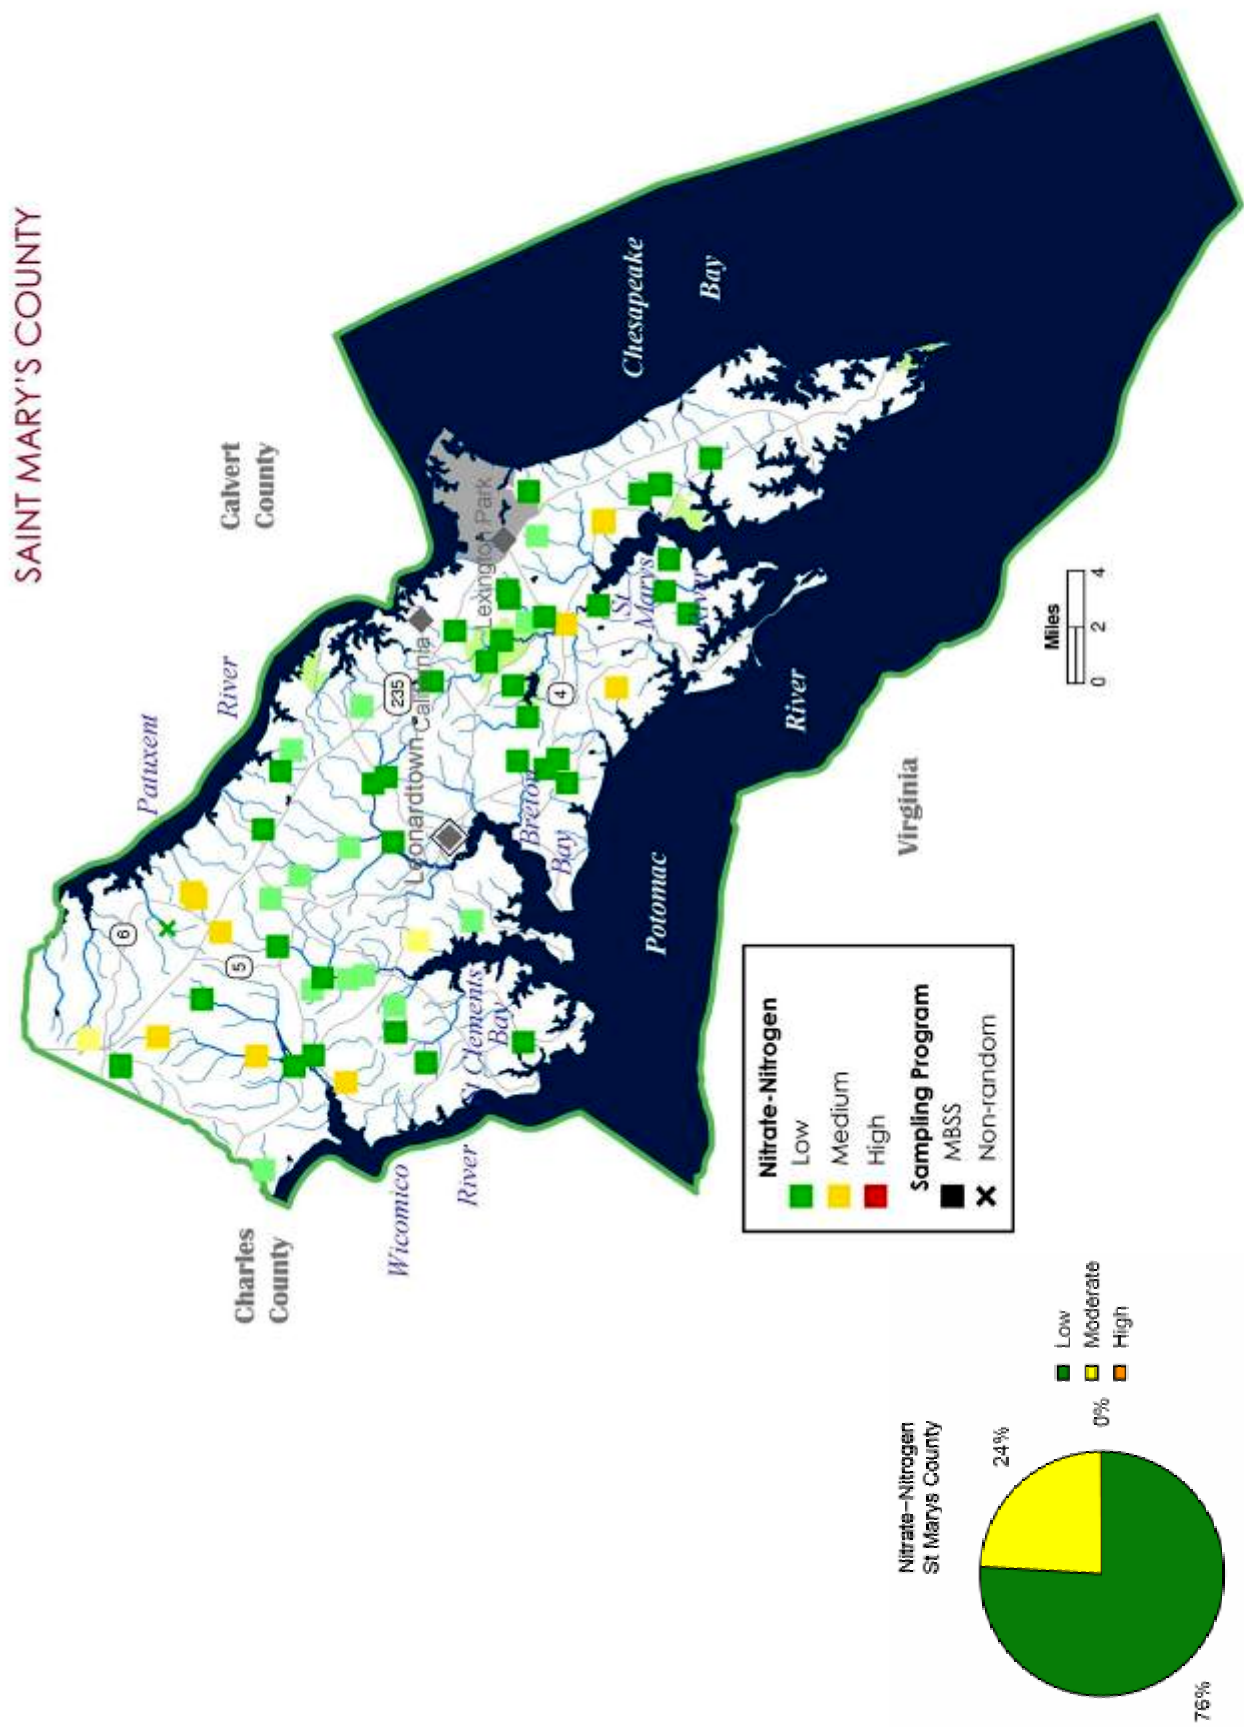 SAINT MARY'S COUNTY
Calvert
County
Patuxent
River
Chesapeake
Bay
6
5
235
4
Lexington Park
California
Leonardtown
St
Marys
River
Breton
Bay
St Clements
Bay
Potomac
River
Charles
County
Wicomico
River
Virginia
Miles
0 2 4
Nitrate-Nitrogen
Low
Medium
High
Sampling Program
MBSS
Non-random
Nitrate-Nitrogen
St Marys County
24%
0%
76%
Low
Moderate
High